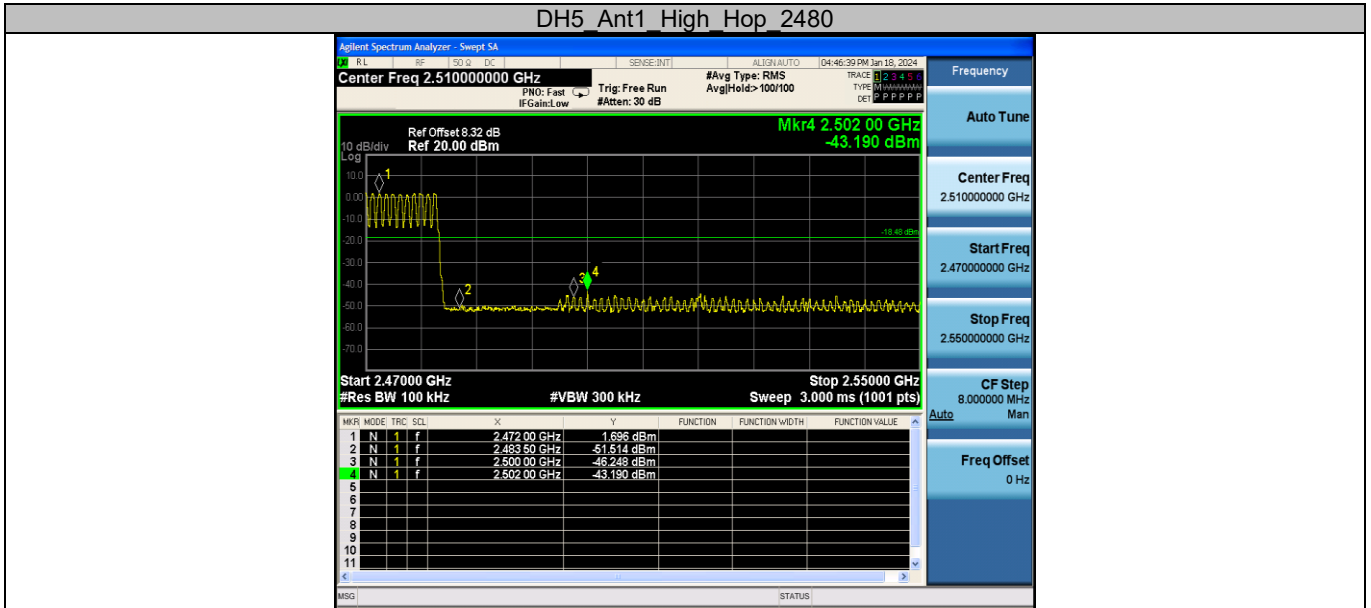 DH5_Ant1_High_Hop_2480
Agilent Spectrum Analyzer - Swept SA
RL RF 50 Ω DC SENSE:INT ALIGN AUTO 04:46:39 PM Jan 18, 2024
Center Freq 2.510000000 GHz
PNO: Fast
IFGain:Low
Trig: Free Run
#Atten: 30 dB
#Avg Type: RMS
Avg|Hold:>100/100
TRACE 1 2 3 4 5 6
TYPE M
DET P P P P P P
Frequency
Auto Tune
Mkr4 2.502 00 GHz
-43.190 dBm
Ref Offset 8.32 dB
10 dB/div Ref 20.00 dBm
Log
10.0
0.00
-10.0
-20.0
-30.0
-40.0
-50.0
-60.0
-70.0
1
2
3
4
-18.48 dBm
Center Freq
2.510000000 GHz
Start Freq
2.470000000 GHz
Stop Freq
2.550000000 GHz
Start 2.47000 GHz Stop 2.55000 GHz
#Res BW 100 kHz #VBW 300 kHz Sweep 3.000 ms (1001 pts)
CF Step
8.000000 MHz
Auto Man
Freq Offset
0 Hz
MKR MODE TRC SCL X Y FUNCTION FUNCTION WIDTH FUNCTION VALUE
1 N 1 f 2.472 00 GHz 1.696 dBm
2 N 1 f 2.483 50 GHz -51.514 dBm
3 N 1 f 2.500 00 GHz -46.248 dBm
4 N 1 f 2.502 00 GHz -43.190 dBm
5
6
7
8
9
10
11
MSG STATUS